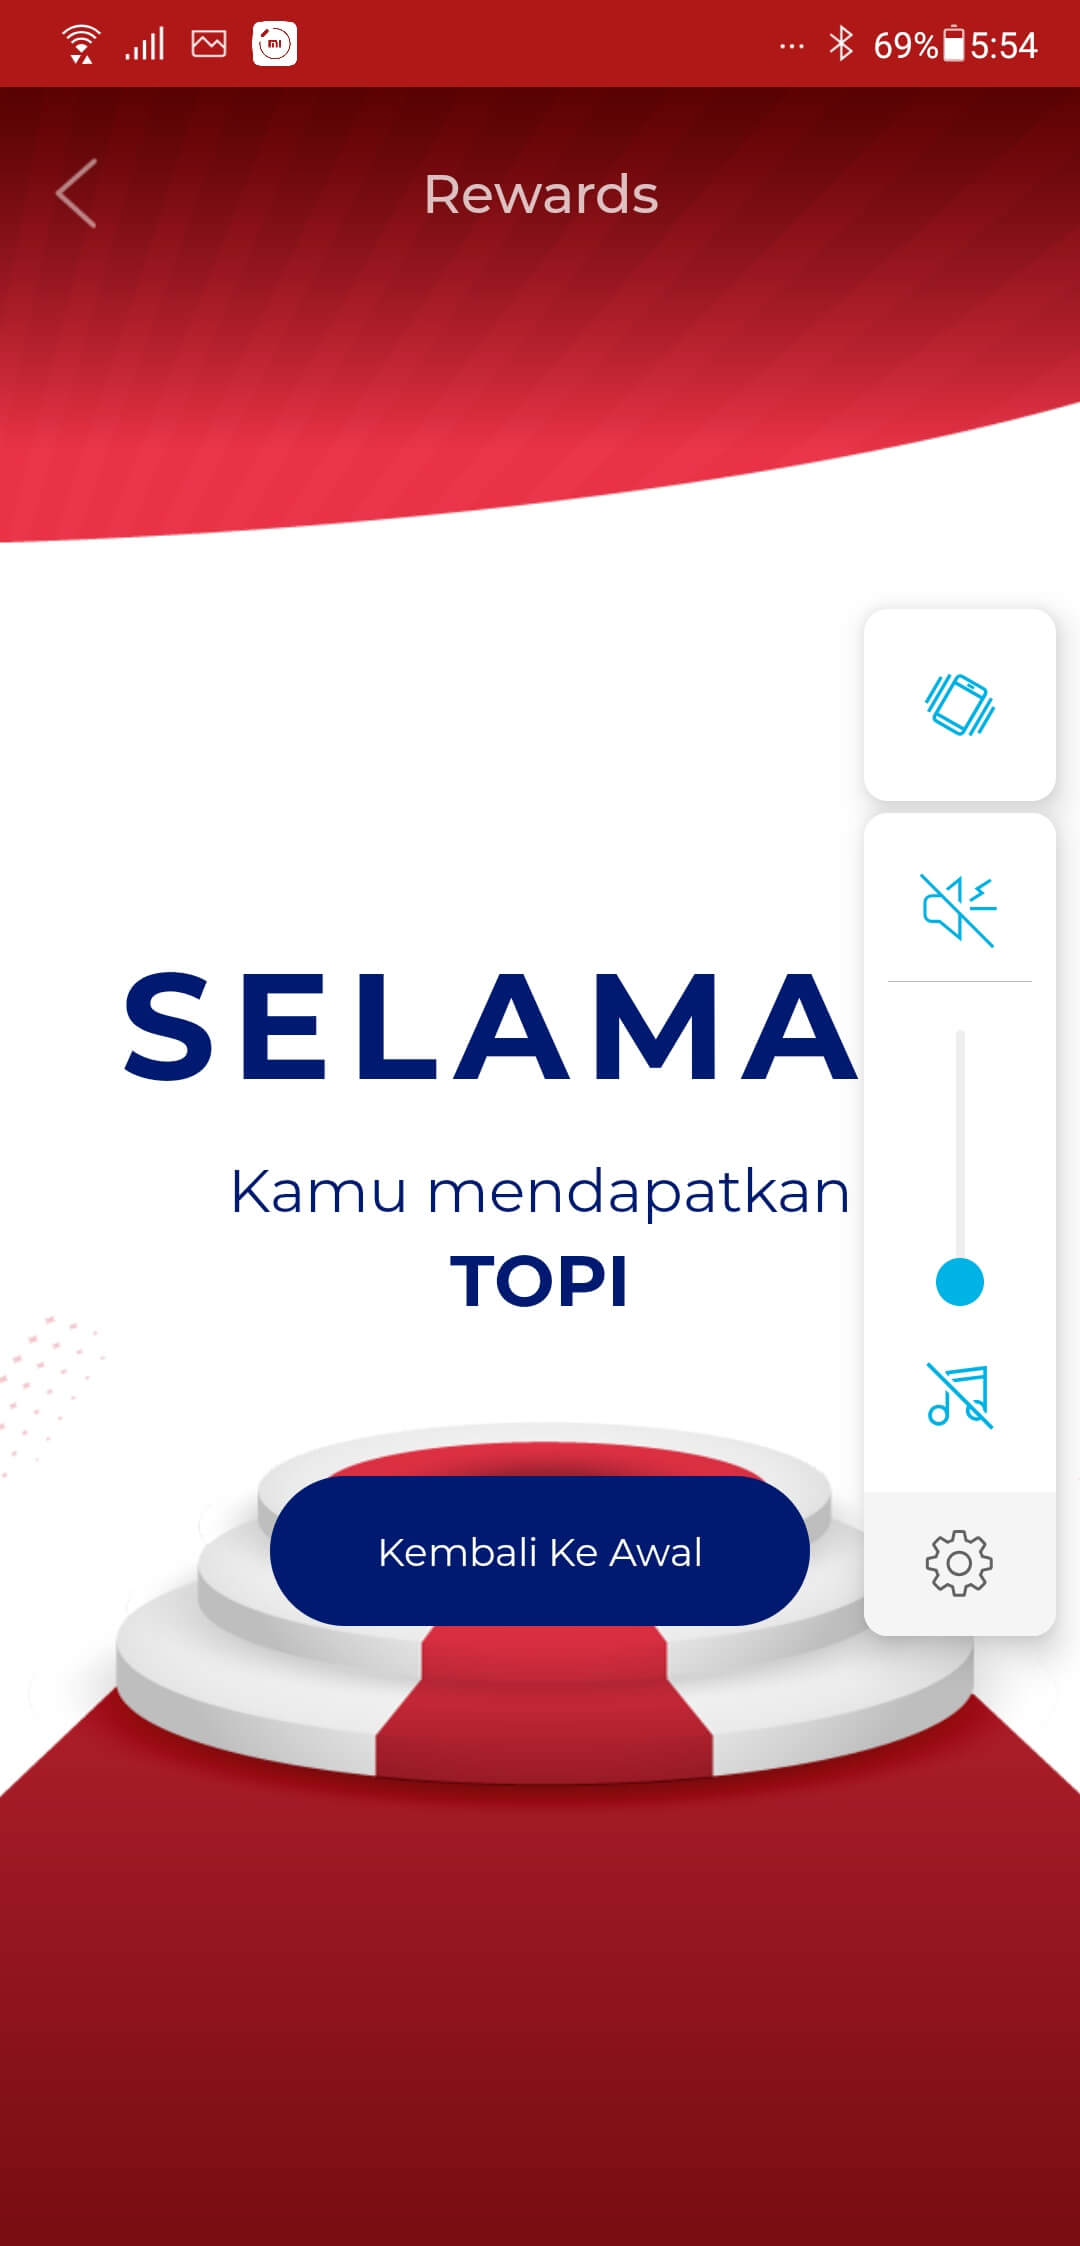 69% 5:54
Rewards
SELAMA
Kamu mendapatkan
TOPI
Kembali Ke Awal